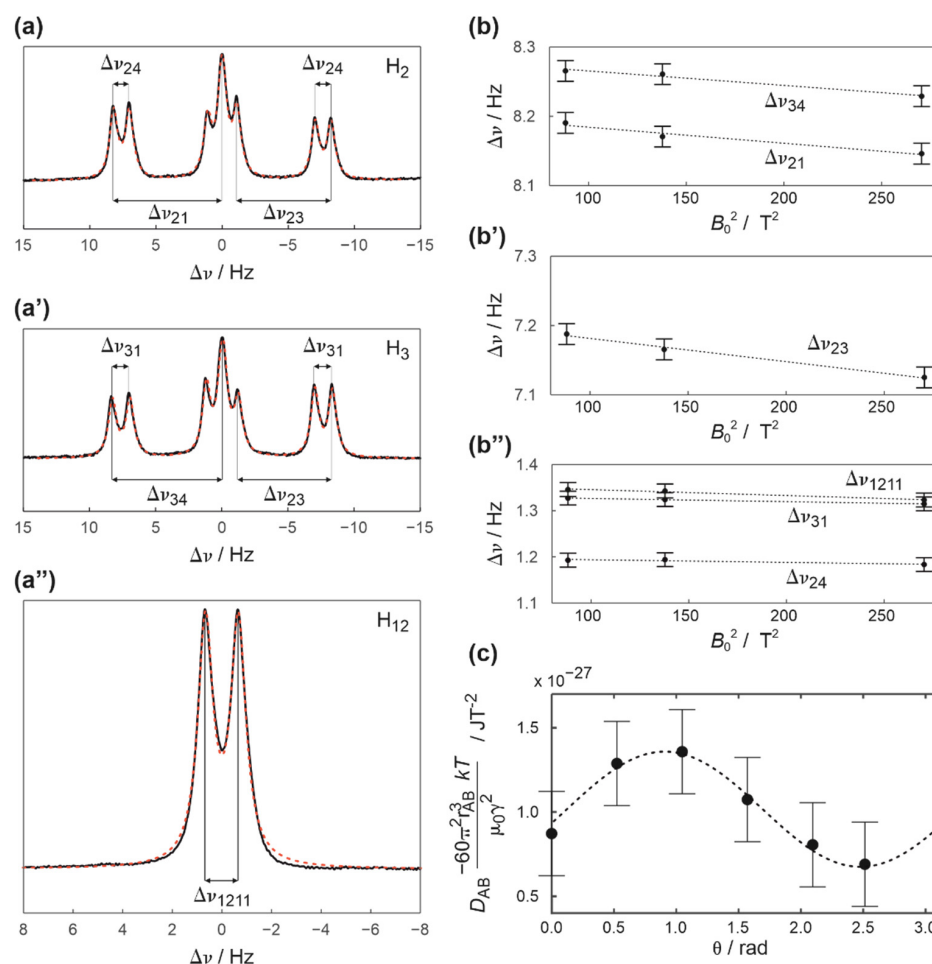 (a)
Δν24
Δν24
H2
Δν21
Δν23
15 10 5 0 -5 -10 -15
Δν / Hz
(a')
Δν31
Δν31
H3
Δν34
Δν23
15 10 5 0 -5 -10 -15
Δν / Hz
(a'')
H12
Δν1211
8 6 4 2 0 −2 −4 −6 −8
Δν / Hz
(b)
8.3
8.2
8.1
Δν / Hz
Δν34
Δν21
100 150 200 250
B0² / T²
(b')
7.3
7.2
7.1
Δν / Hz
Δν23
100 150 200 250
B0² / T²
(b'')
1.4
1.3
1.2
1.1
Δν / Hz
Δν1211
Δν31
Δν24
100 150 200 250
B0² / T²
(c)
x 10−27
1.5
1.0
0.5
DAB −60π²r³AB kT / μ0γ² / JT-2
0.0 0.5 1.0 1.5 2.0 2.5 3.0
θ / rad